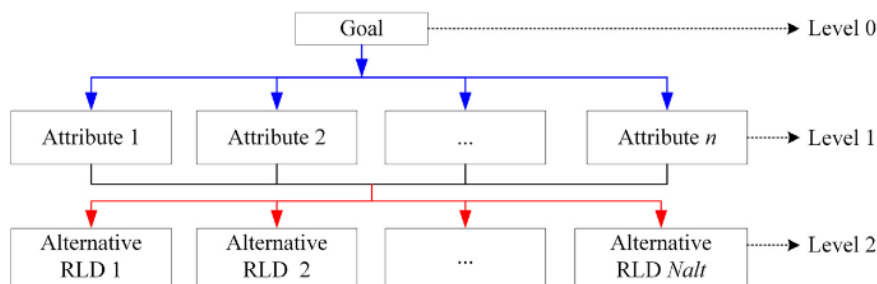 Goal
Level 0
Attribute 1
Attribute 2
...
Attribute n
Level 1
Alternative
RLD 1
Alternative
RLD 2
...
Alternative
RLD Nalt
Level 2